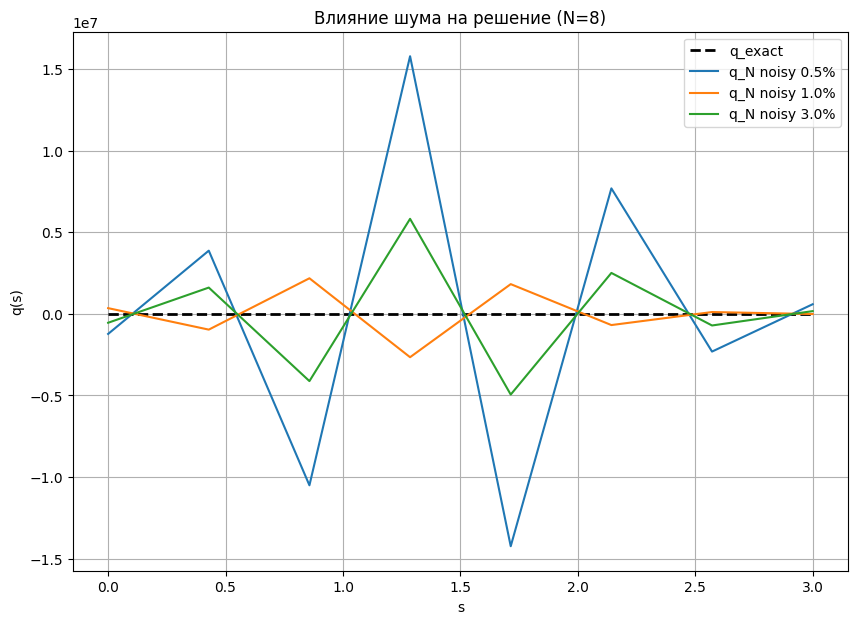 Влияние шума на решение (N=8)
1e7
q_exact
q_N noisy 0.5%
q_N noisy 1.0%
q_N noisy 3.0%
1.5
1.0
0.5
0.0
−0.5
−1.0
−1.5
q(s)
0.0 0.5 1.0 1.5 2.0 2.5 3.0
s